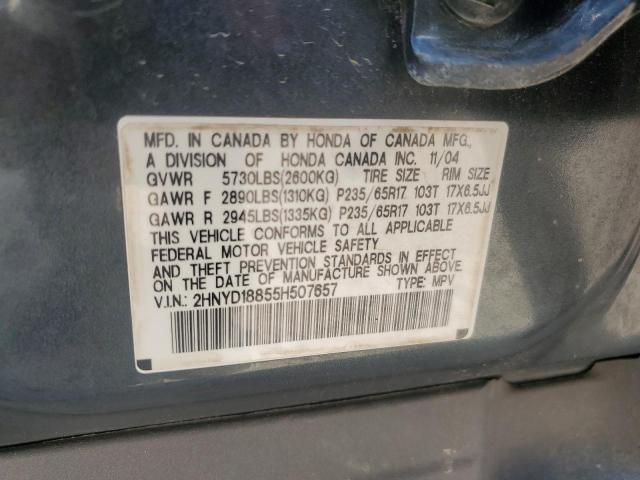 MFD. IN CANADA BY HONDA OF CANADA MFG.,
A DIVISION OF HONDA CANADA INC. 11/04
GVWR 5730LBS(2600KG) TIRE SIZE RIM SIZE
GAWR F 2890LBS(1310KG) P235/65R17 103T 17X6.5JJ
GAWR R 2945LBS(1335KG) P235/65R17 103T 17X6.5JJ
THIS VEHICLE CONFORMS TO ALL APPLICABLE
FEDERAL MOTOR VEHICLE SAFETY
AND THEFT PREVENTION STANDARDS IN EFFECT
ON THE DATE OF MANUFACTURE SHOWN ABOVE.
V.I.N.: 2HNYD18855H507657 TYPE: MPV